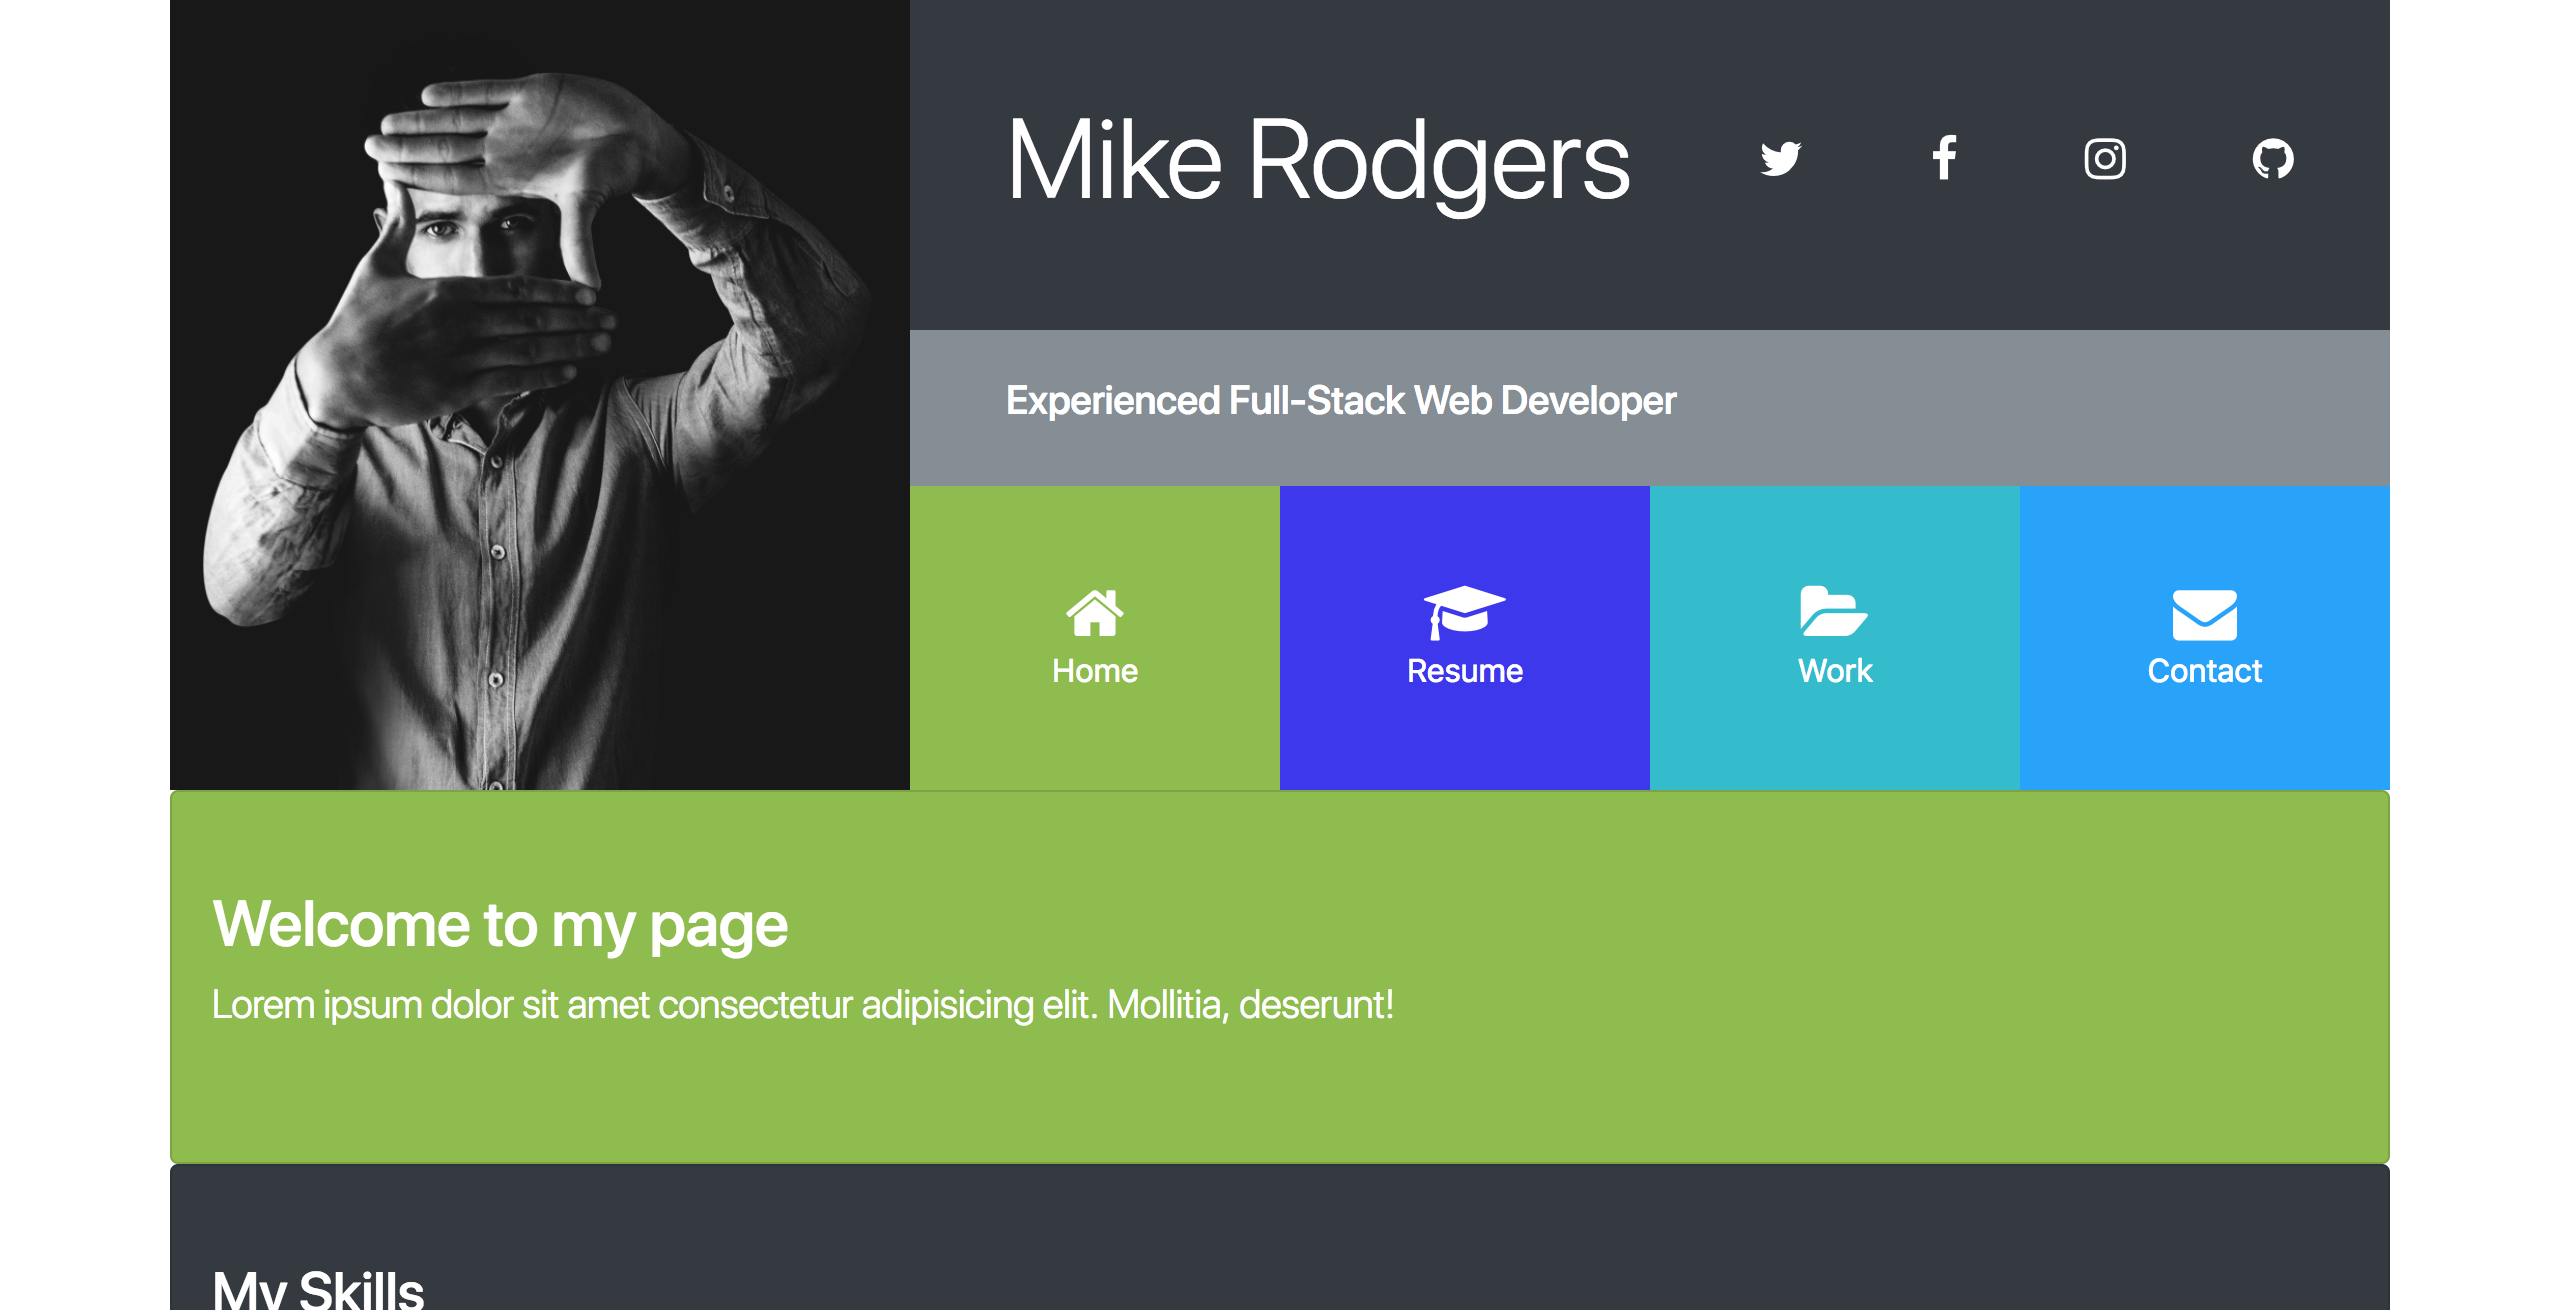 Mike Rodgers
Experienced Full-Stack Web Developer
Home
Resume
Work
Contact
Welcome to my page
Lorem ipsum dolor sit amet consectetur adipisicing elit. Mollitia, deserunt!
My Skills